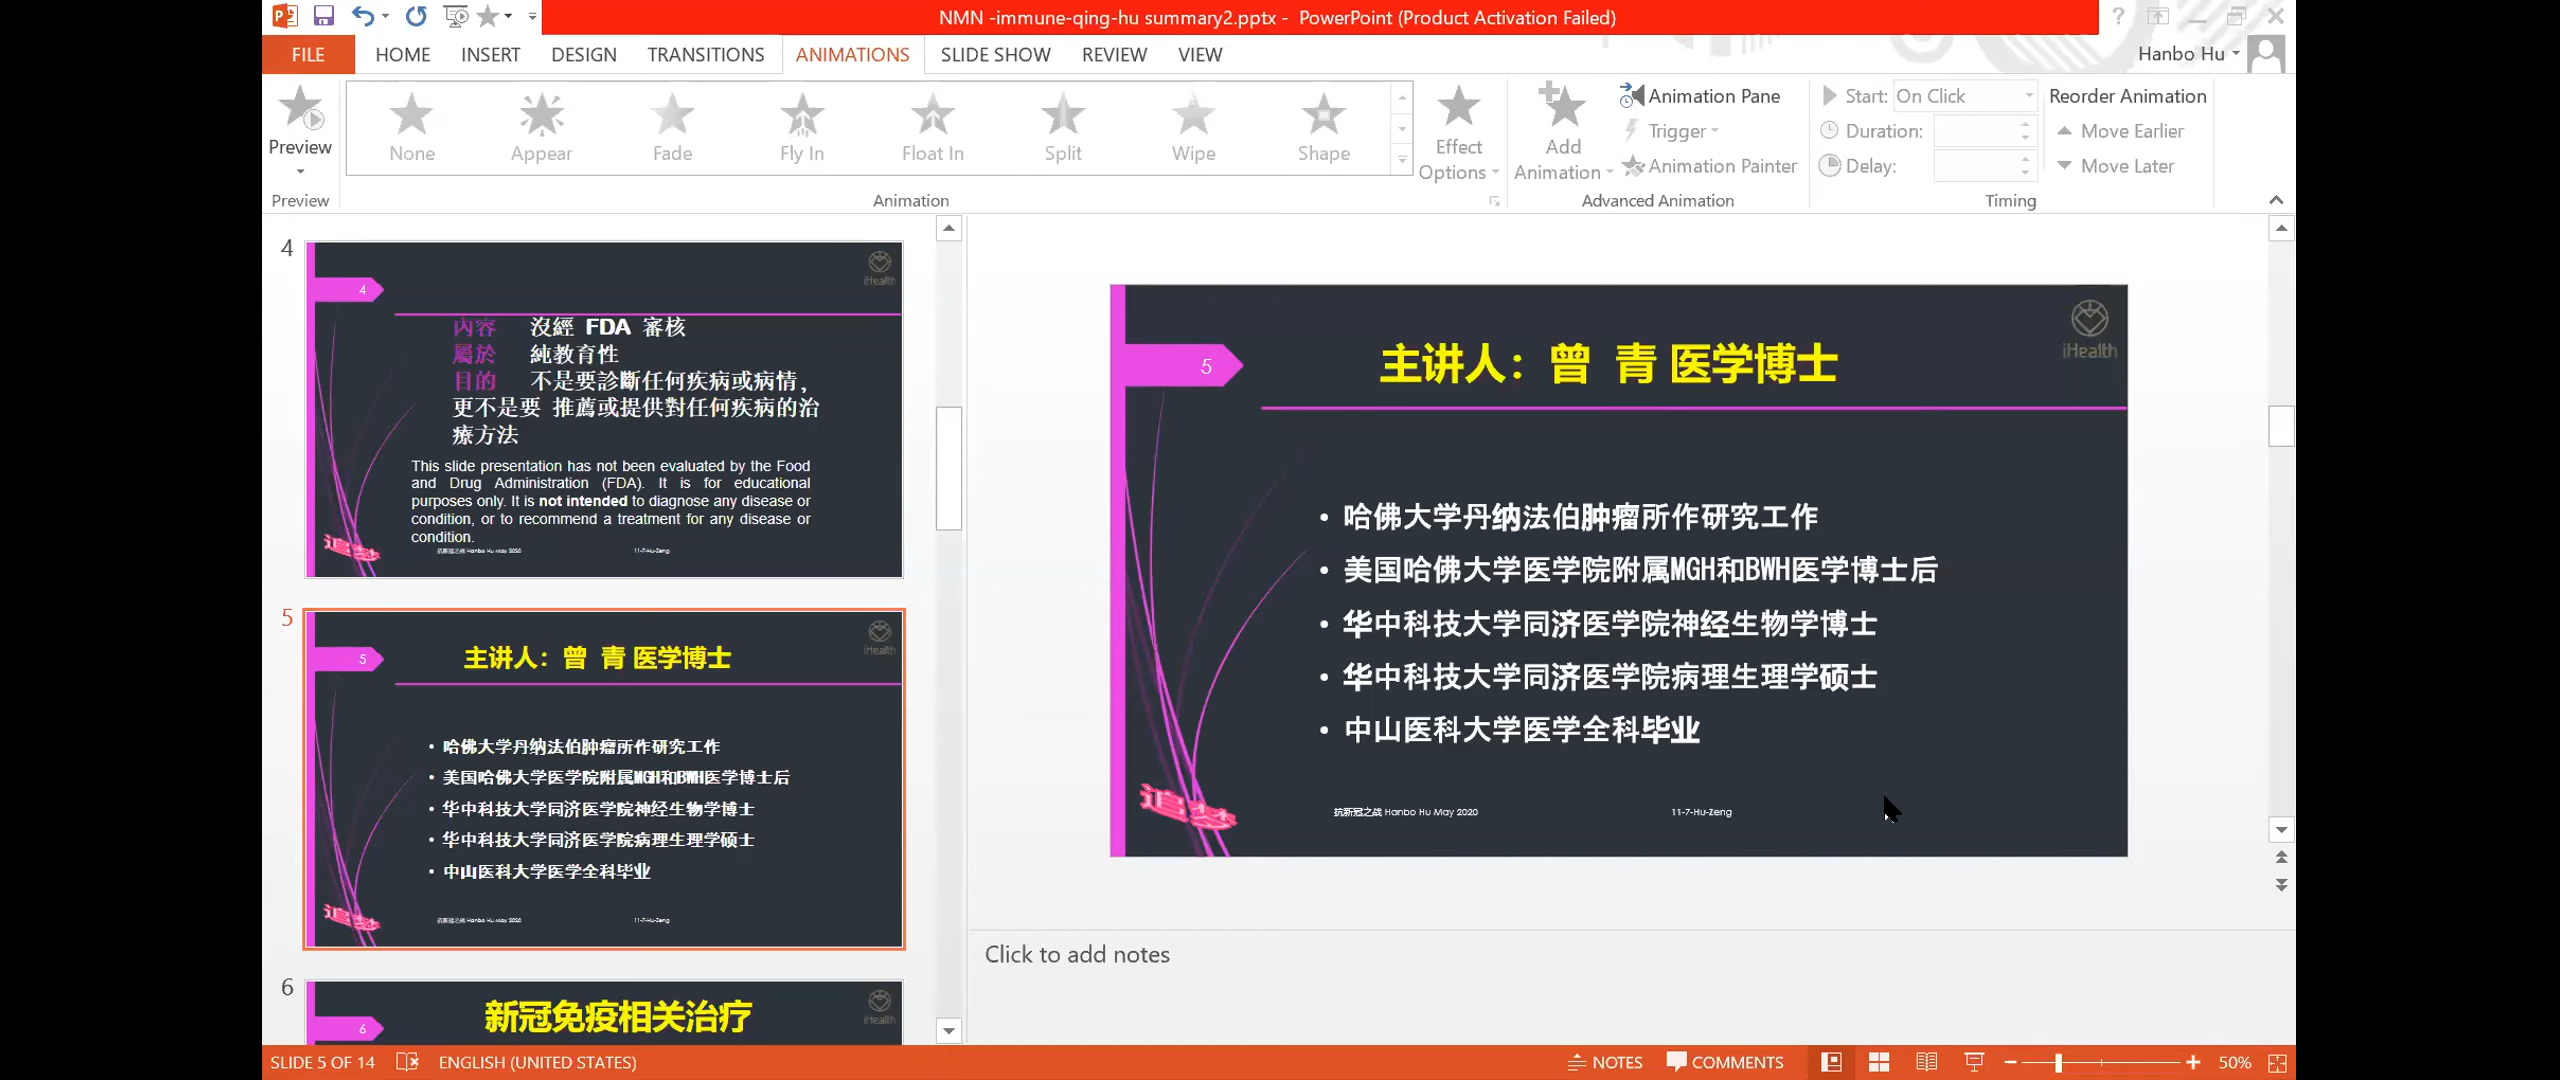 NMN -immune-qing-hu summary2.pptx - PowerPoint (Product Activation Failed)
FILE HOME INSERT DESIGN TRANSITIONS ANIMATIONS SLIDE SHOW REVIEW VIEW
Hanbo Hu
Preview
None Appear Fade Fly In Float In Split Wipe Shape
Effect Options
Add Animation
Animation Pane
Trigger
Animation Painter
Start: On Click
Duration:
Delay:
Reorder Animation
Move Earlier
Move Later
Preview Animation Advanced Animation Timing
4
4
iHealth
內容 沒經 FDA 審核
屬於 純教育性
目的 不是要診斷任何疾病或病情，
更不是要 推薦或提供對任何疾病的治
療方法
This slide presentation has not been evaluated by the Food
and Drug Administration (FDA). It is for educational
purposes only. It is not intended to diagnose any disease or
condition, or to recommend a treatment for any disease or
condition.
抗新冠之战 Hanbo Hu May 2020 11-7-Hu-Zeng
5
5
iHealth
主讲人：曾 青 医学博士
• 哈佛大学丹纳法伯肿瘤所作研究工作
• 美国哈佛大学医学院附属MGH和BWH医学博士后
• 华中科技大学同济医学院神经生物学博士
• 华中科技大学同济医学院病理生理学硕士
• 中山医科大学医学全科毕业
抗新冠之战 Hanbo Hu May 2020 11-7-Hu-Zeng
6
6
iHealth
新冠免疫相关治疗
5
iHealth
主讲人：曾 青 医学博士
• 哈佛大学丹纳法伯肿瘤所作研究工作
• 美国哈佛大学医学院附属MGH和BWH医学博士后
• 华中科技大学同济医学院神经生物学博士
• 华中科技大学同济医学院病理生理学硕士
• 中山医科大学医学全科毕业
抗新冠之战 Hanbo Hu May 2020 11-7-Hu-Zeng
Click to add notes
SLIDE 5 OF 14 ENGLISH (UNITED STATES) NOTES COMMENTS 50%